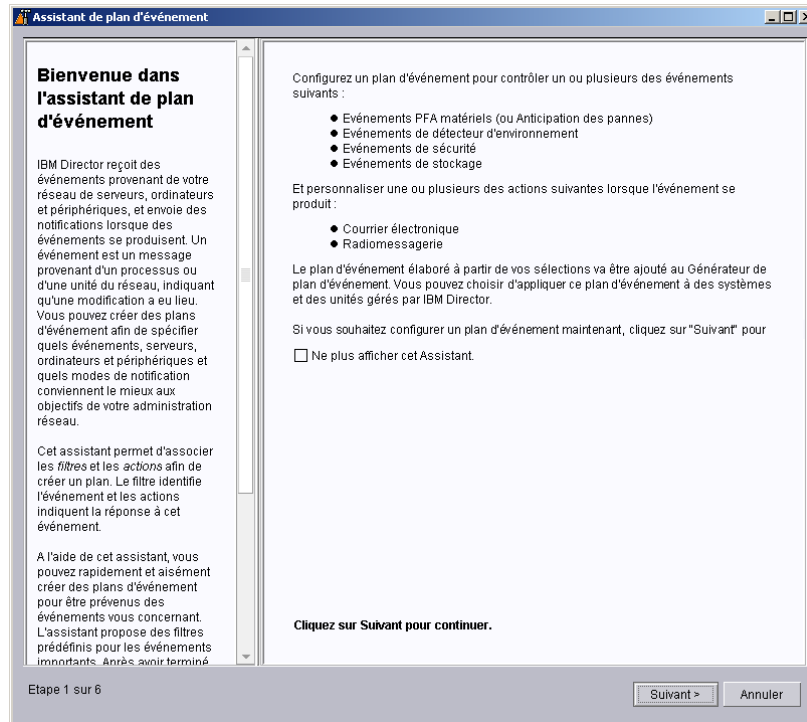 Assistant de plan d'événement
Bienvenue dans
l'assistant de plan
d'événement
IBM Director reçoit des
événements provenant de votre
réseau de serveurs, ordinateurs
et périphériques, et envoie des
notifications lorsque des
événements se produisent. Un
événement est un message
provenant d'un processus ou
d'une unité du réseau, indiquant
qu'une modification a eu lieu.
Vous pouvez créer des plans
d'événement afin de spécifier
quels événements, serveurs,
ordinateurs et périphériques et
quels modes de notification
conviennent le mieux aux
objectifs de votre administration
réseau.
Cet assistant permet d'associer
les filtres et les actions afin de
créer un plan. Le filtre identifie
l'événement et les actions
indiquent la réponse à cet
événement.
A l'aide de cet assistant, vous
pouvez rapidement et aisément
créer des plans d'événement
pour être prévenus des
événements vous concernant.
L'assistant propose des filtres
prédéfinis pour les événements
importants. Après avoir terminé
Configurez un plan d'événement pour contrôler un ou plusieurs des événements
suivants :
● Evénements PFA matériels (ou Anticipation des pannes)
● Evénements de détecteur d'environnement
● Evénements de sécurité
● Evénements de stockage
Et personnaliser une ou plusieurs des actions suivantes lorsque l'événement se
produit :
● Courrier électronique
● Radiomessagerie
Le plan d'événement élaboré à partir de vos sélections va être ajouté au Générateur de
plan d'événement. Vous pouvez choisir d'appliquer ce plan d'événement à des systèmes
et des unités gérés par IBM Director.
Si vous souhaitez configurer un plan d'événement maintenant, cliquez sur "Suivant" pour
Ne plus afficher cet Assistant.
Cliquez sur Suivant pour continuer.
Etape 1 sur 6
Suivant >
Annuler